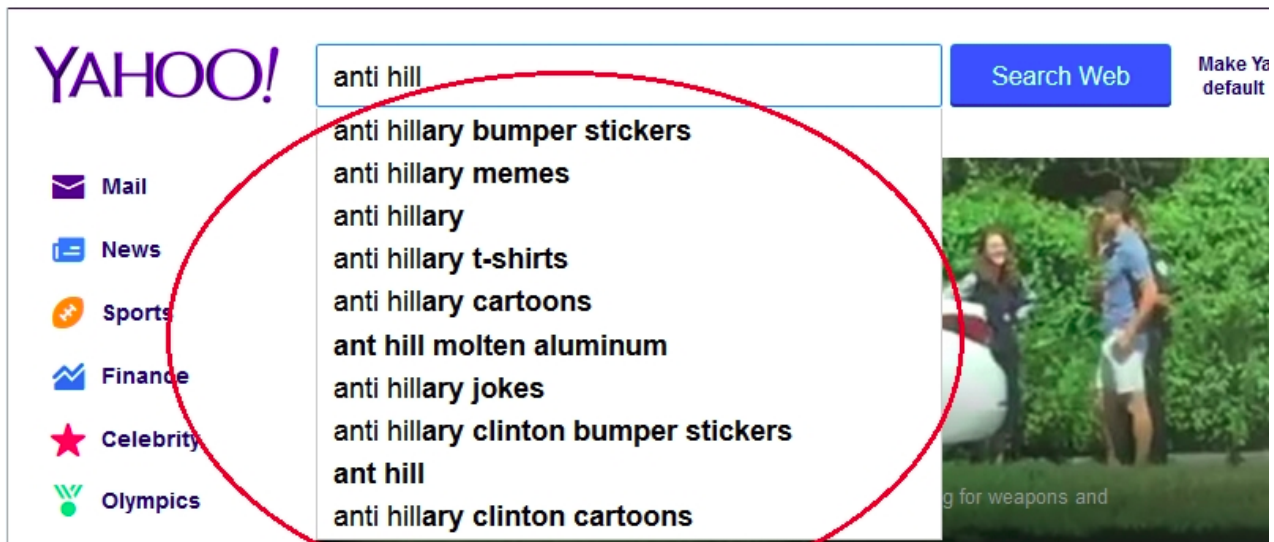 YAHOO!
anti hill
Search Web
Make Ya
default
anti hillary bumper stickers
anti hillary memes
anti hillary
anti hillary t-shirts
anti hillary cartoons
ant hill molten aluminum
anti hillary jokes
anti hillary clinton bumper stickers
ant hill
anti hillary clinton cartoons
Mail
News
Sports
Finance
Celebrity
Olympics
g for weapons and